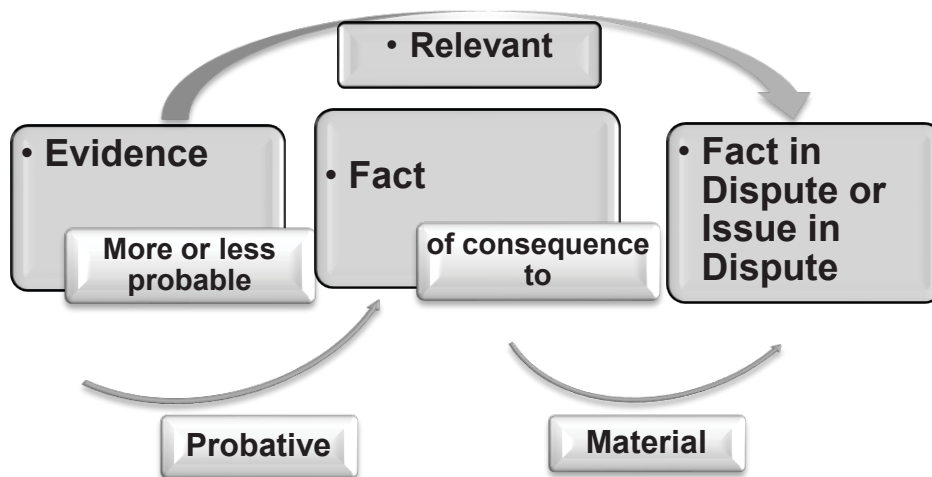 • Relevant
• Evidence
More or less
probable
• Fact
of consequence
to
• Fact in
Dispute or
Issue in
Dispute
Probative
Material